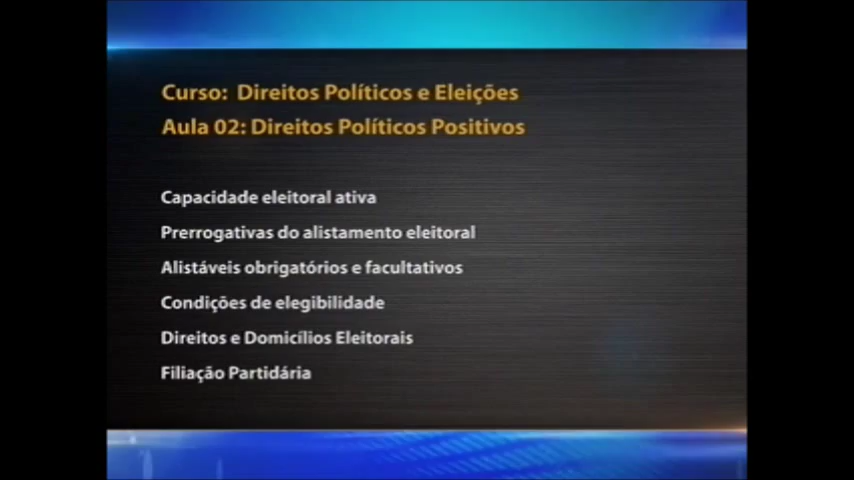 Curso: Direitos Políticos e Eleições
Aula 02: Direitos Políticos Positivos
Capacidade eleitoral ativa
Prerrogativas do alistamento eleitoral
Alistáveis obrigatórios e facultativos
Condições de elegibilidade
Direitos e Domicílios Eleitorais
Filiação Partidária